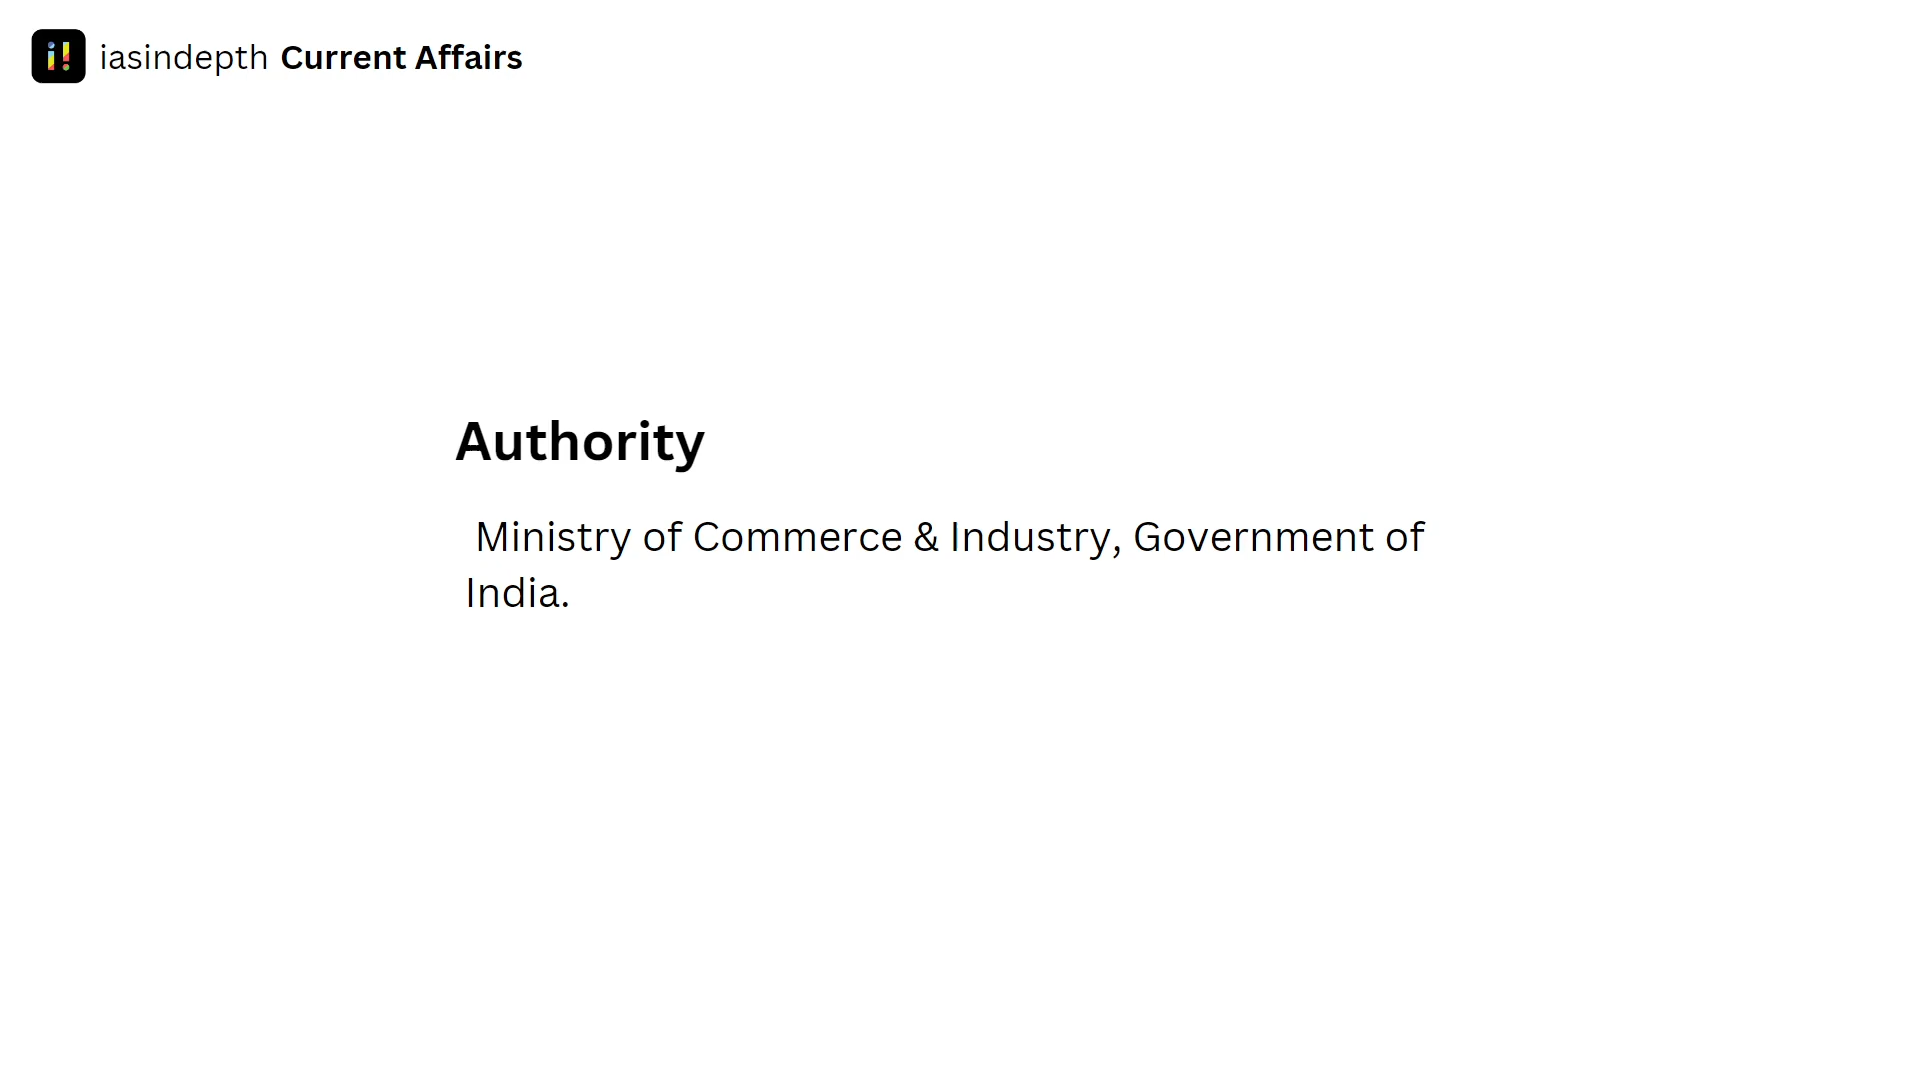 i! iasindepth Current Affairs
Authority
Ministry of Commerce & Industry, Government of
India.